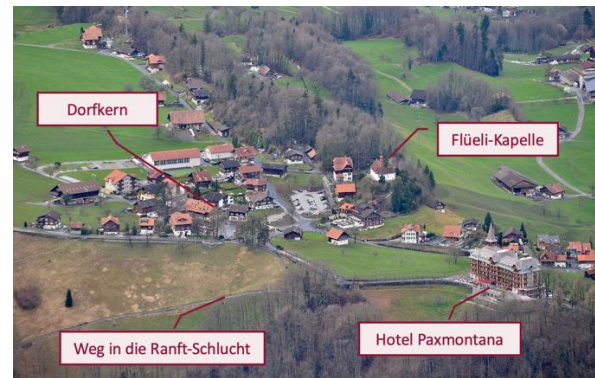 Dorfkern
Flüeli-Kapelle
Weg in die Ranft-Schlucht
Hotel Paxmontana